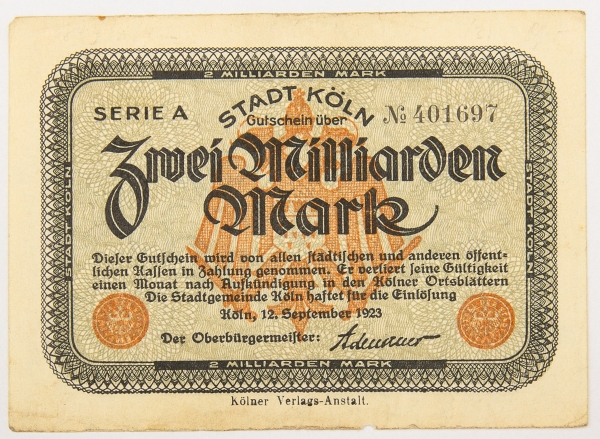 2 MILLIARDEN MARK
STADT KÖLN
SERIE A
Gutschein über
№ 401697
Zwei Milliarden
Mark
STADT KÖLN
STADT KÖLN
Dieser Gutschein wird von allen städtischen und anderen öffent-
lichen Kassen in Zahlung genommen. Er verliert seine Gültigkeit
einen Monat nach Aufkündigung in den Kölner Ortsblättern
Die Stadtgemeinde Köln haftet für die Einlösung
Köln, 12. September 1923
Der Oberbürgermeister: Adenauer
2 MILLIARDEN MARK
Kölner Verlags-Anstalt.